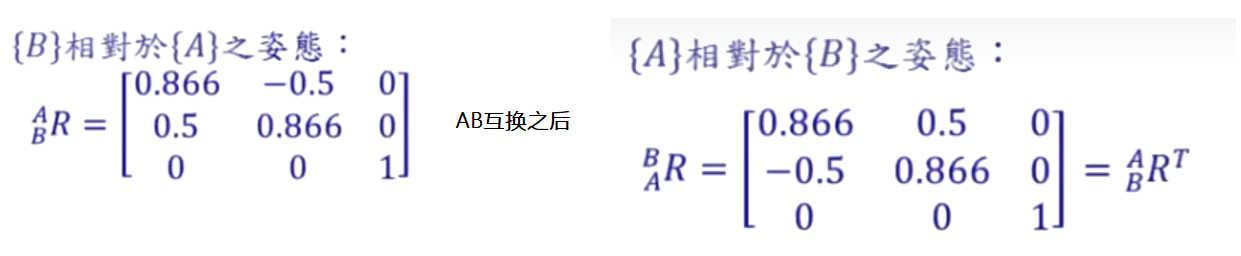 {B}相對於{A}之姿態：
^A_B R = [0.866 −0.5 0
0.5 0.866 0
0 0 1]
AB互换之后
{A}相對於{B}之姿態：
^B_A R = [0.866 0.5 0
−0.5 0.866 0
0 0 1] = ^A_B R^T